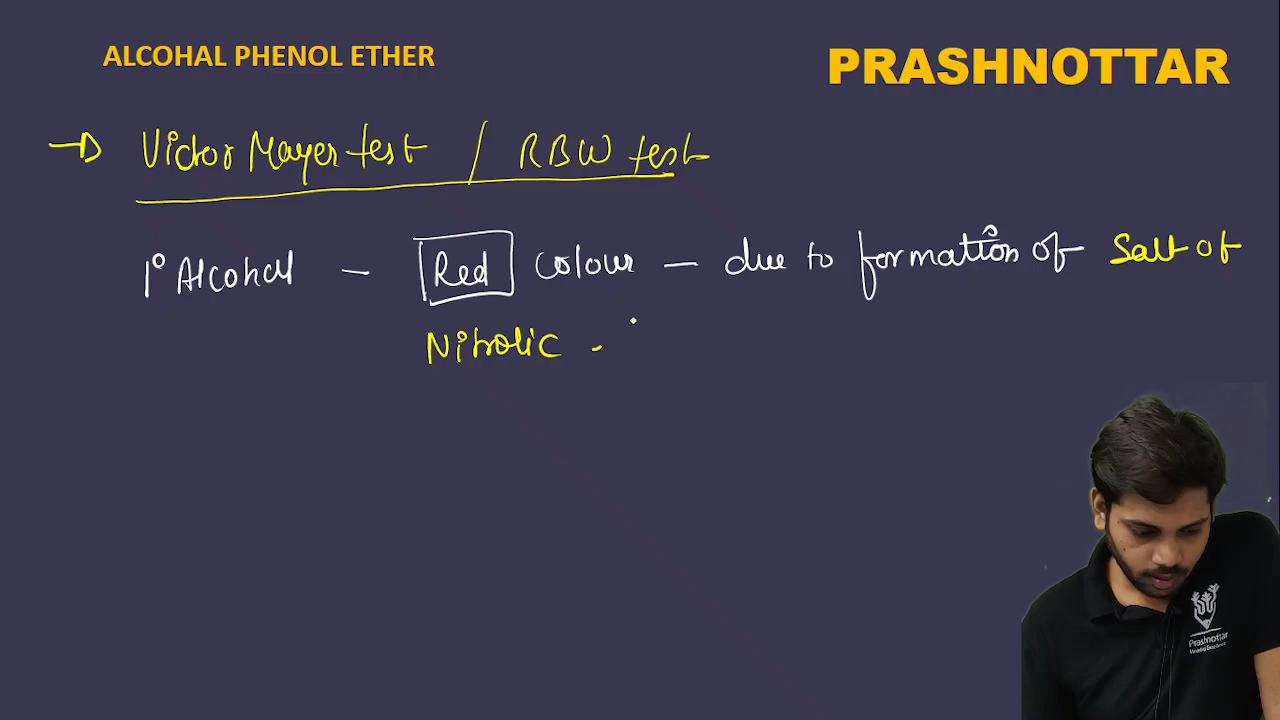 ALCOHAL PHENOL ETHER
PRASHNOTTAR
→ Victor Mayer test / RBW test
1° Alcohal - Red colour - due to formation of Salt of
Nitrolic -
Prashnottar